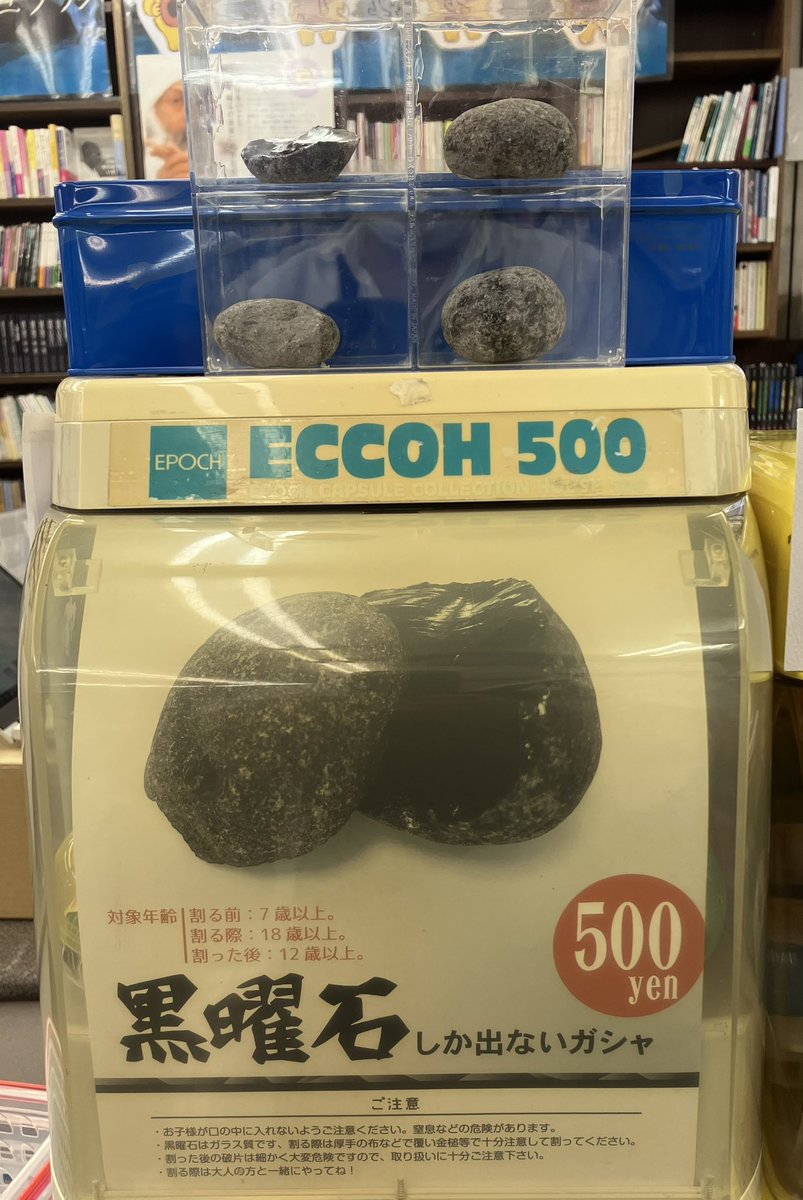 EPOCH
ECCOH 500
CAPSULE COLLECTION
対象年齢 割る前:7歳以上。
割る際:18歳以上。
割った後:12歳以上。
500
yen
黒曜石しか出ないガシャ
ご注意
・お子様が口の中に入れないようご注意ください。窒息などの危険があります。
・黒曜石はガラス質です、割る際は厚手の布などで覆い金槌等で十分注意して割ってください。
・割った後の破片は細かく大変危険ですので、取り扱いに十分ご注意下さい。
・割る際は大人の方と一緒にやってね!